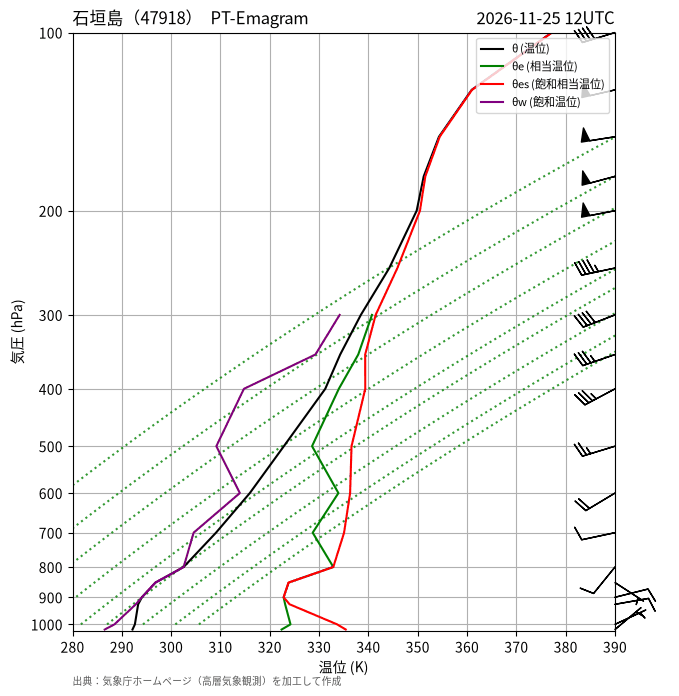 石垣島（47918） PT-Emagram
2026-11-25 12UTC
θ (温位)
θe (相当温位)
θes (飽和相当温位)
θw (飽和温位)
気圧 (hPa)
100
200
300
400
500
600
700
800
900
1000
280 290 300 310 320 330 340 350 360 370 380 390
温位 (K)
出典：気象庁ホームページ（高層気象観測）を加工して作成